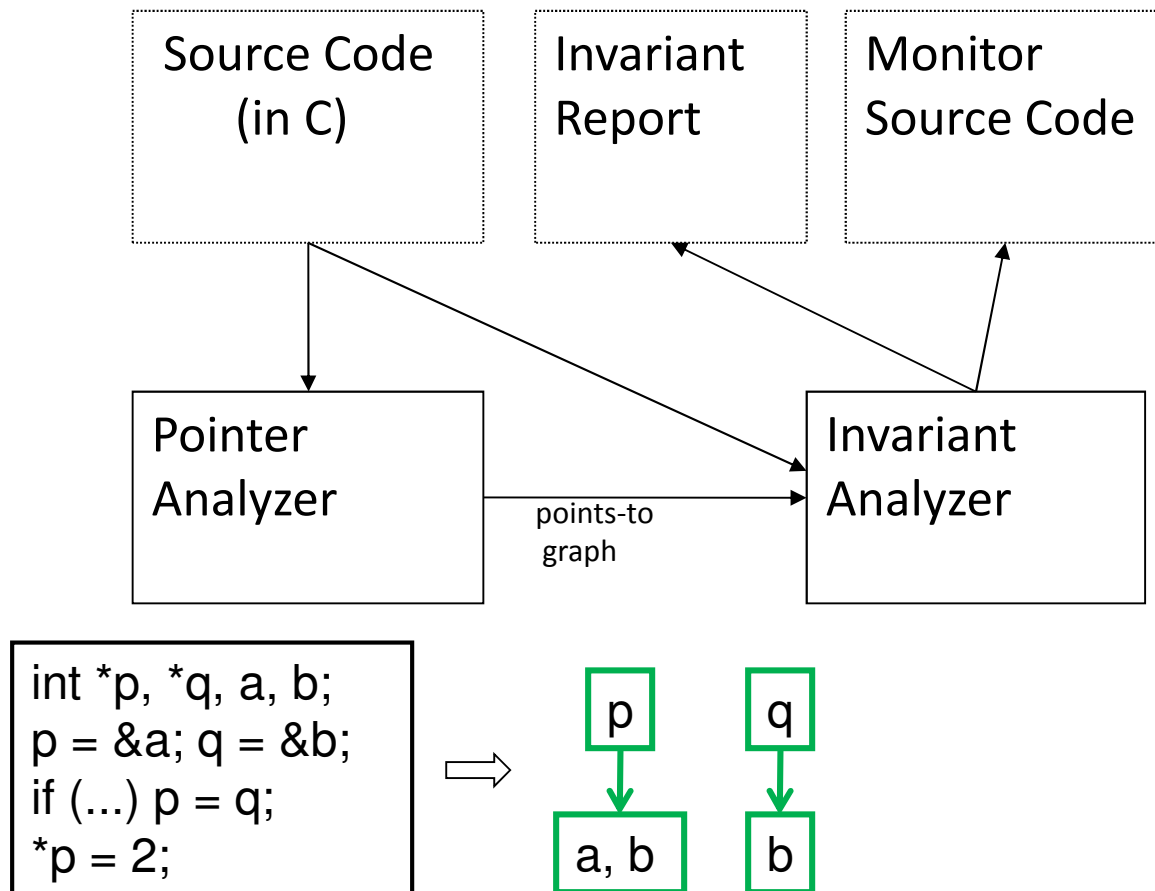 Source Code
(in C)
Invariant
Report
Monitor
Source Code
Pointer
Analyzer
points-to
graph
Invariant
Analyzer
int *p, *q, a, b;
p = &a; q = &b;
if (...) p = q;
*p = 2;
p
q
a, b
b